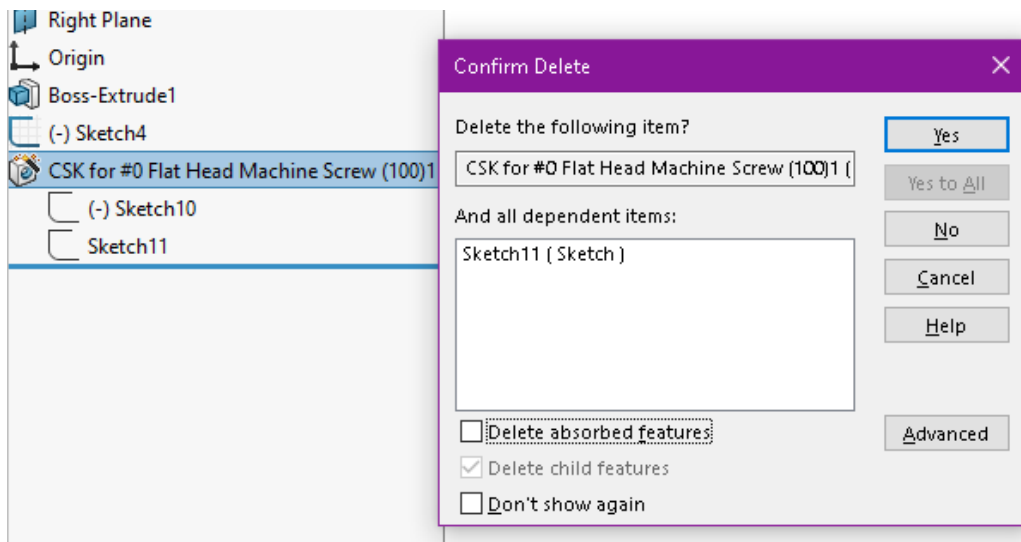 Right Plane
Origin
Boss-Extrude1
(-) Sketch4
CSK for #0 Flat Head Machine Screw (100)1
(-) Sketch10
Sketch11
Confirm Delete
Delete the following item?
CSK for #0 Flat Head Machine Screw (100)1 (
And all dependent items:
Sketch11 ( Sketch )
Delete absorbed features
Delete child features
Don't show again
Yes
Yes to All
No
Cancel
Help
Advanced